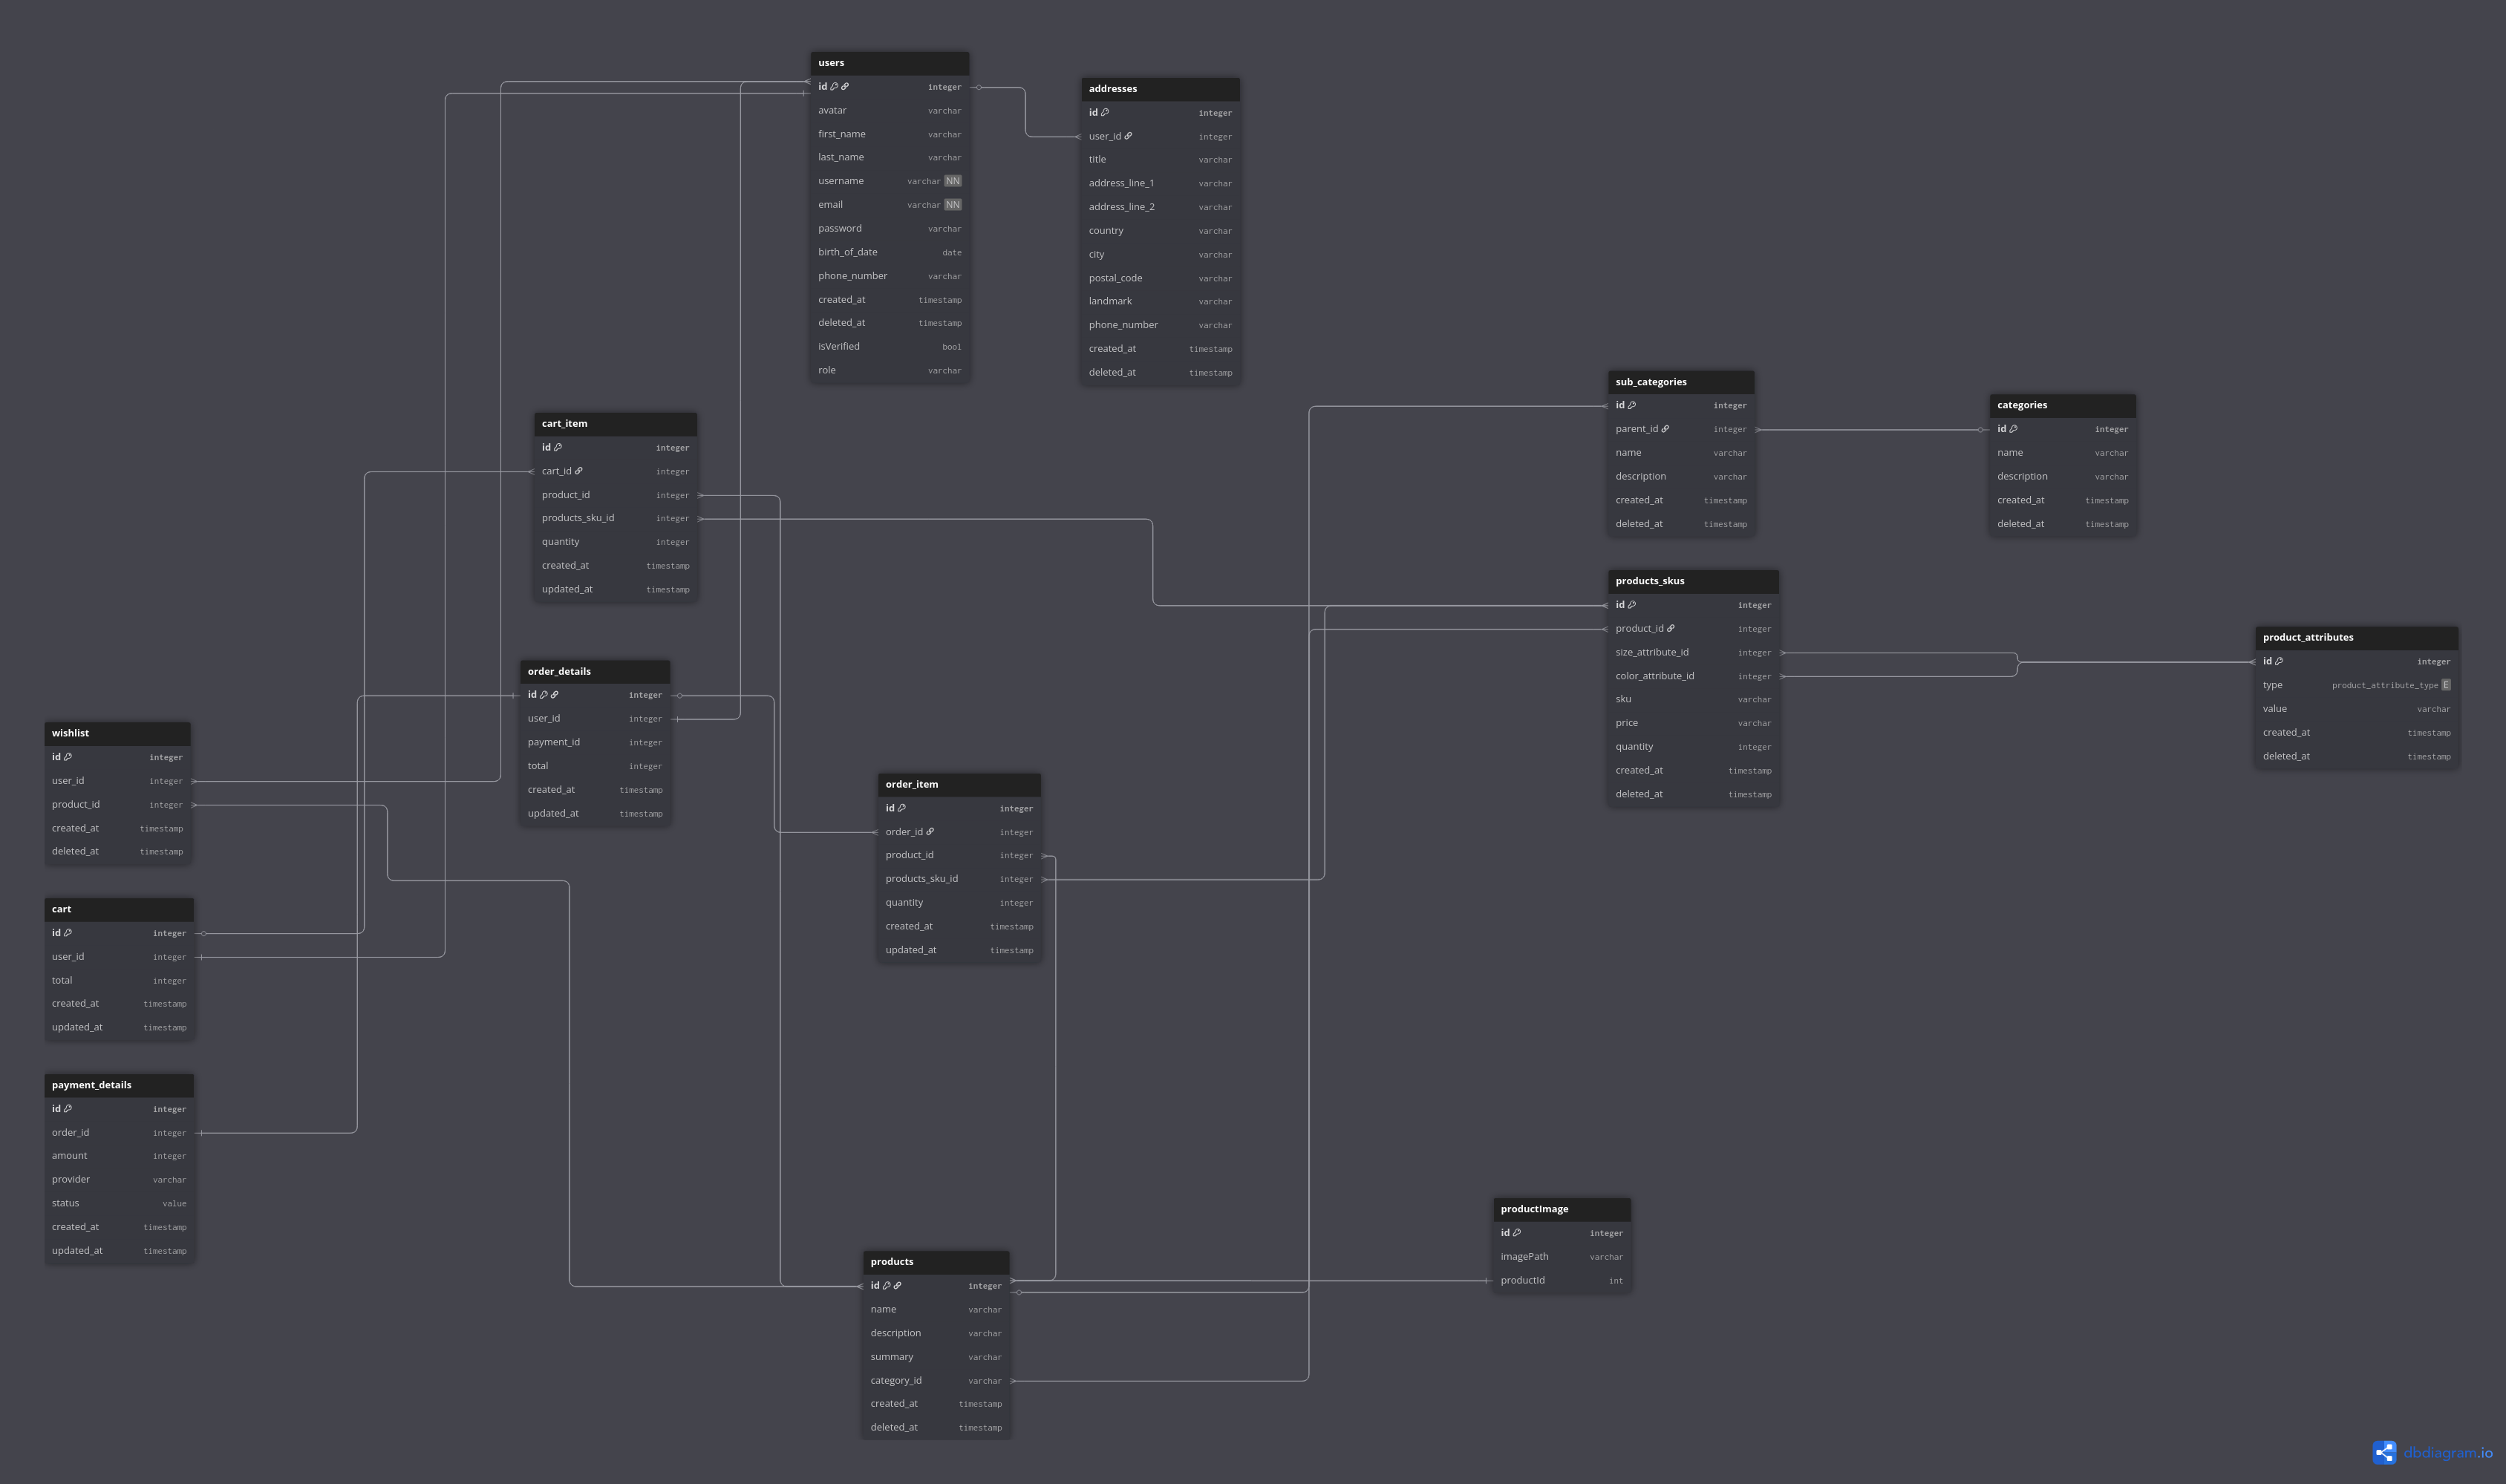 users
id integer
avatar varchar
first_name varchar
last_name varchar
username varchar NN
email varchar NN
password varchar
birth_of_date date
phone_number varchar
created_at timestamp
deleted_at timestamp
isVerified bool
role varchar
addresses
id integer
user_id integer
title varchar
address_line_1 varchar
address_line_2 varchar
country varchar
city varchar
postal_code varchar
landmark varchar
phone_number varchar
created_at timestamp
deleted_at timestamp
sub_categories
id integer
parent_id integer
name varchar
description varchar
created_at timestamp
deleted_at timestamp
categories
id integer
name varchar
description varchar
created_at timestamp
deleted_at timestamp
cart_item
id integer
cart_id integer
product_id integer
products_sku_id integer
quantity integer
created_at timestamp
updated_at timestamp
products_skus
id integer
product_id integer
size_attribute_id integer
color_attribute_id integer
sku varchar
price varchar
quantity integer
created_at timestamp
deleted_at timestamp
product_attributes
id integer
type product_attribute_type E
value varchar
created_at timestamp
deleted_at timestamp
order_details
id integer
user_id integer
payment_id integer
total integer
created_at timestamp
updated_at timestamp
wishlist
id integer
user_id integer
product_id integer
created_at timestamp
deleted_at timestamp
order_item
id integer
order_id integer
product_id integer
products_sku_id integer
quantity integer
created_at timestamp
updated_at timestamp
cart
id integer
user_id integer
total integer
created_at timestamp
updated_at timestamp
payment_details
id integer
order_id integer
amount integer
provider varchar
status value
created_at timestamp
updated_at timestamp
productImage
id integer
imagePath varchar
productId int
products
id integer
name varchar
description varchar
summary varchar
category_id varchar
created_at timestamp
deleted_at timestamp
dbdiagram.io